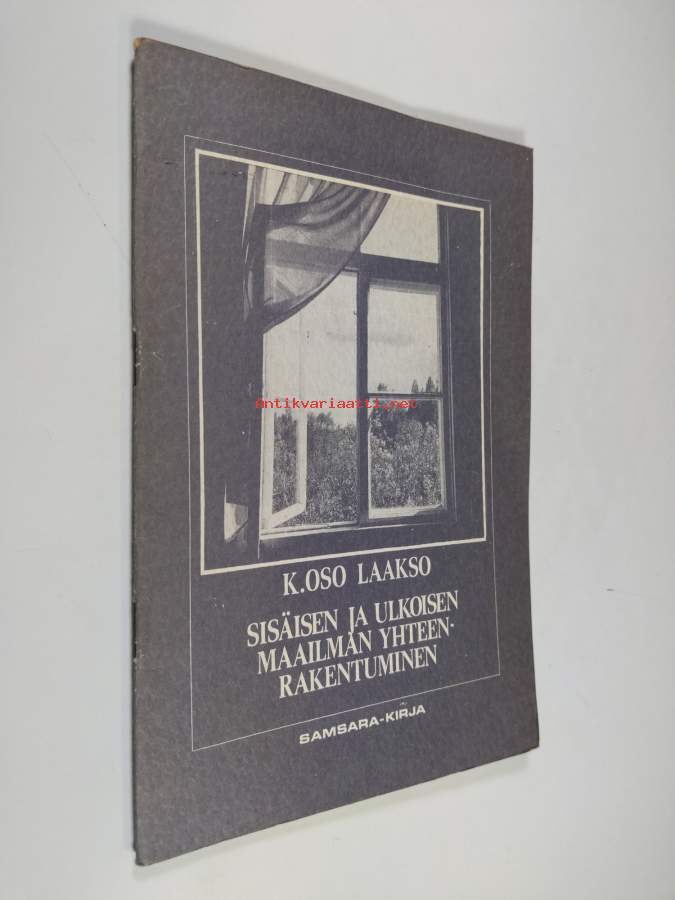 antikvariaatti.net
K.OSO LAAKSO
SISÄISEN JA ULKOISEN
MAAILMAN YHTEEN-
RAKENTUMINEN
SAMSARA-KIRJA